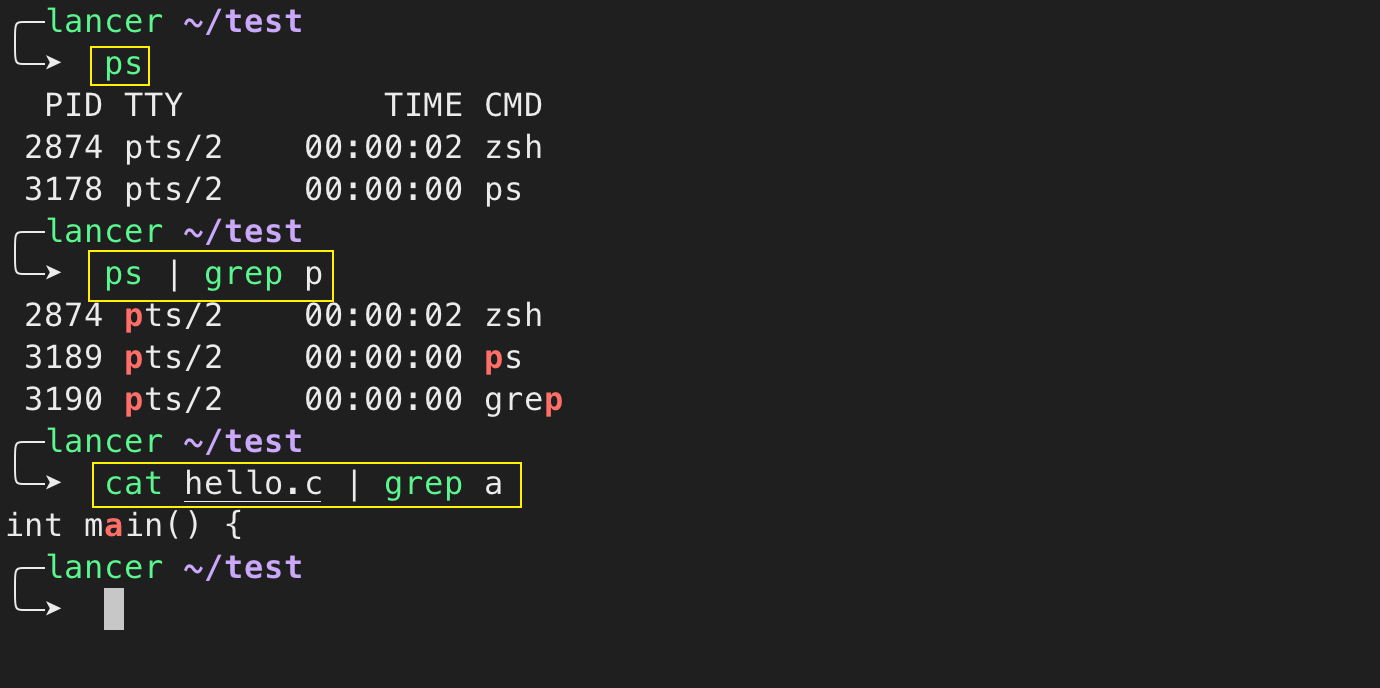 lancer ~/test
ps
PID TTY          TIME CMD
2874 pts/2    00:00:02 zsh
3178 pts/2    00:00:00 ps
lancer ~/test
ps | grep p
2874 pts/2    00:00:02 zsh
3189 pts/2    00:00:00 ps
3190 pts/2    00:00:00 grep
lancer ~/test
cat hello.c | grep a
int main() {
lancer ~/test